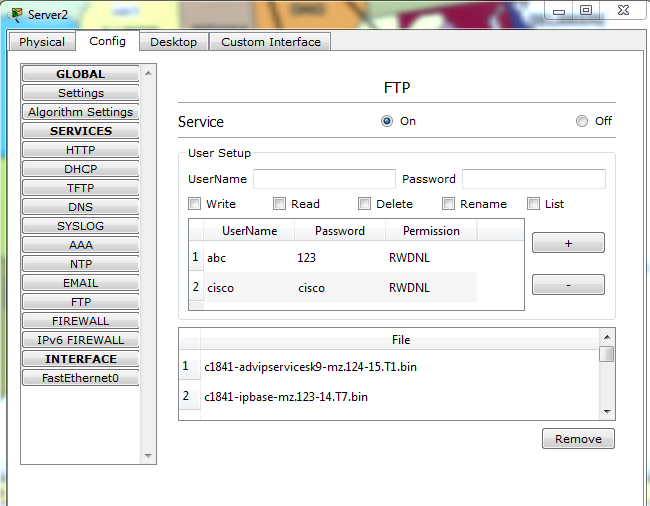 Server2
Physical Config Desktop Custom Interface
GLOBAL
Settings
Algorithm Settings
SERVICES
HTTP
DHCP
TFTP
DNS
SYSLOG
AAA
NTP
EMAIL
FTP
FIREWALL
IPv6 FIREWALL
INTERFACE
FastEthernet0
FTP
Service On Off
User Setup
UserName Password
Write Read Delete Rename List
UserName Password Permission
1 abc 123 RWDNL
2 cisco cisco RWDNL
+
-
File
1 c1841-advipservicesk9-mz.124-15.T1.bin
2 c1841-ipbase-mz.123-14.T7.bin
Remove